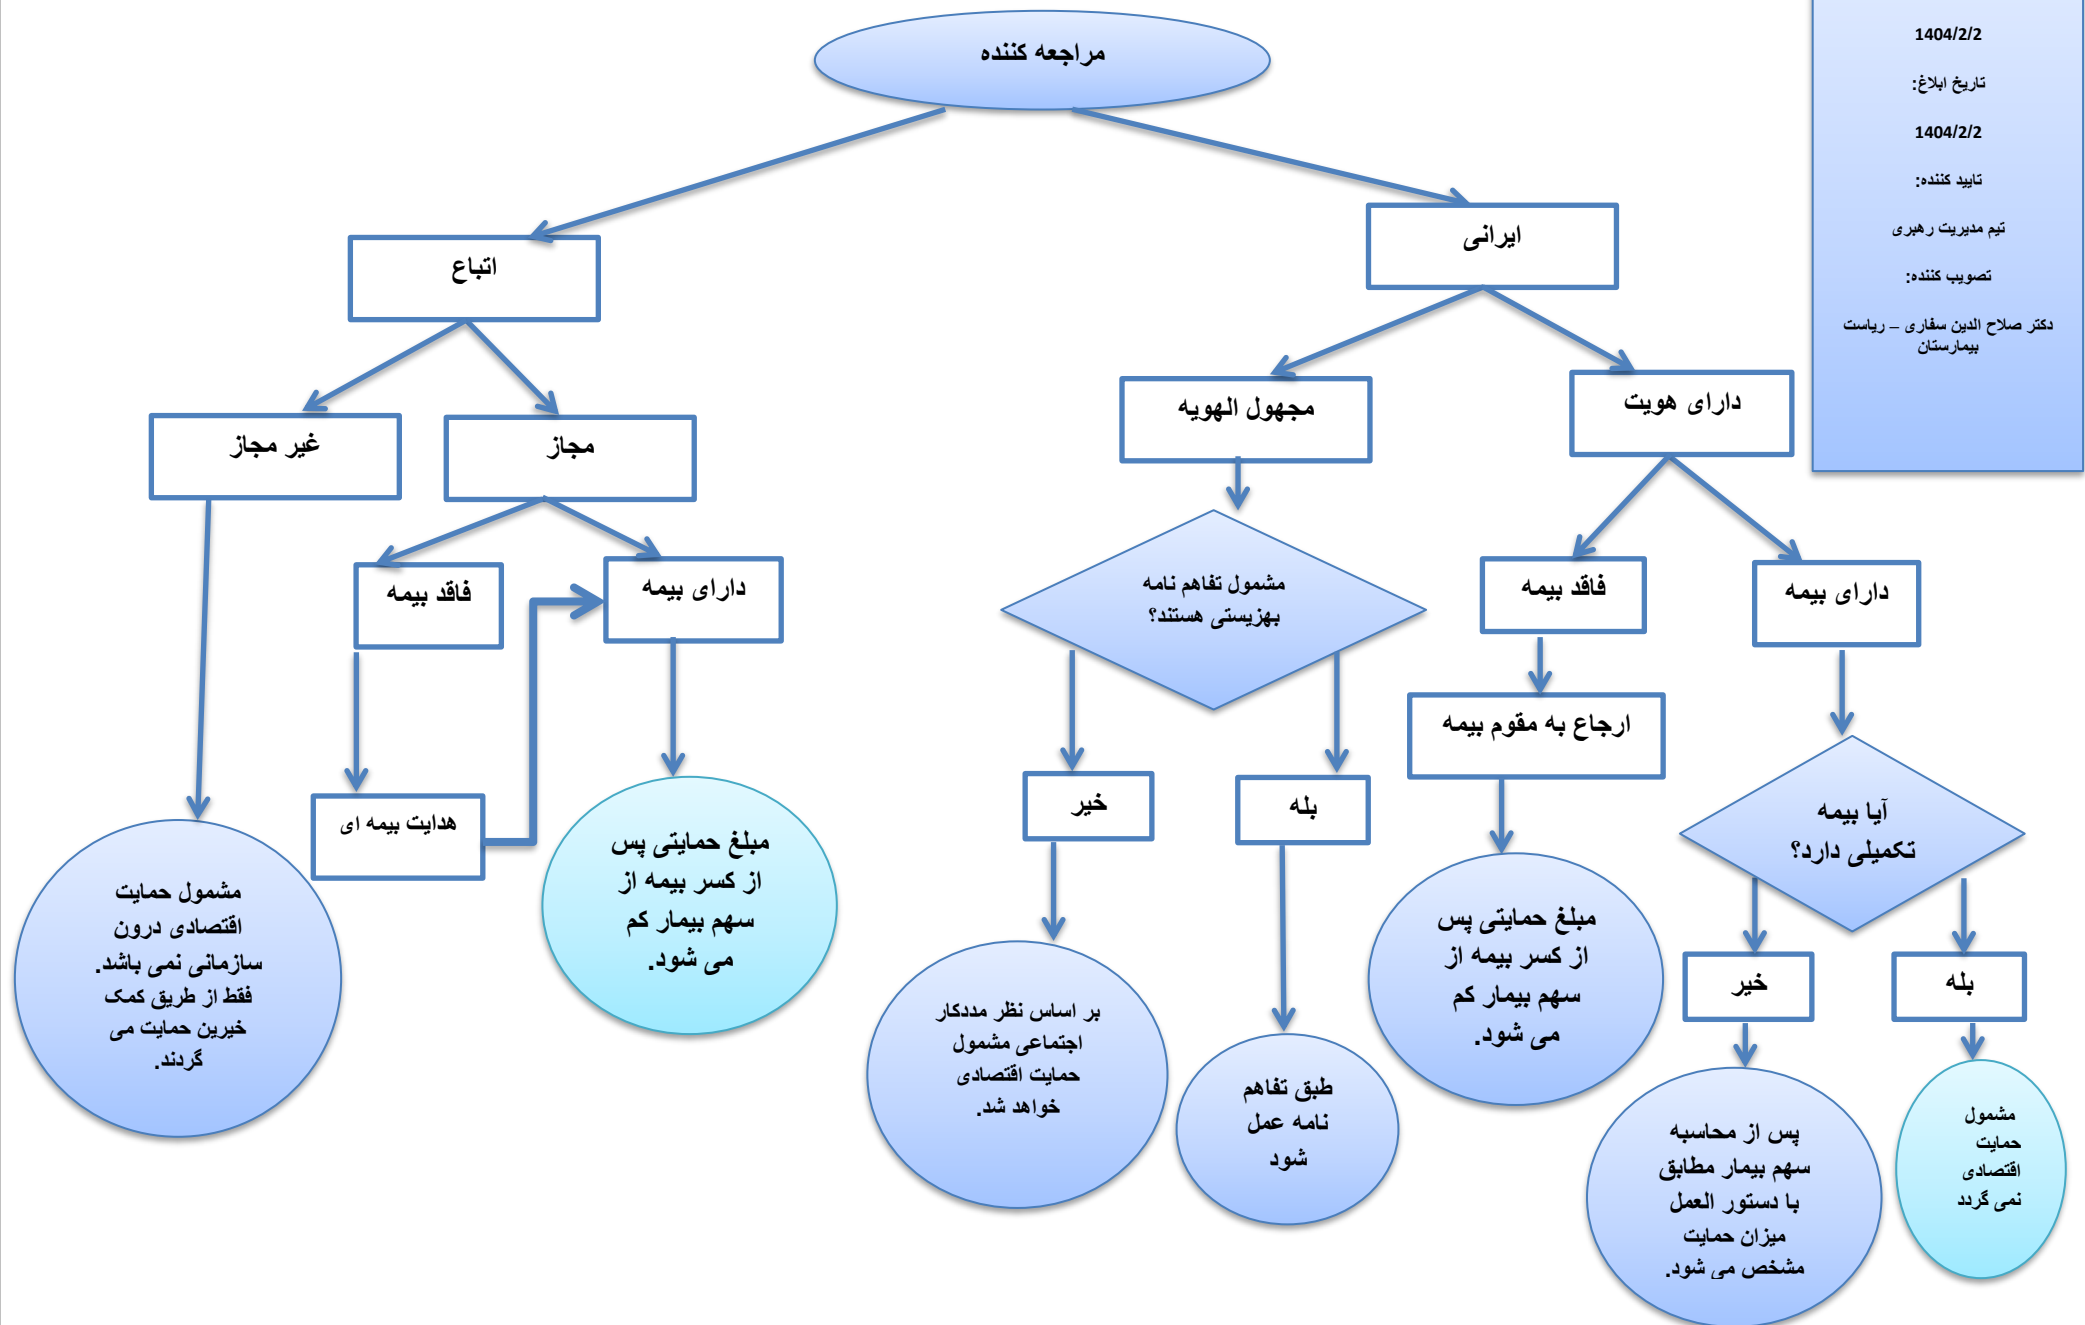 1404/2/2
تاریخ ابلاغ:
1404/2/2
تایید کننده:
تیم مدیریت رهبری
تصویب کننده:
دکتر صلاح الدین سفاری – ریاست
بیمارستان
مراجعه کننده
ایرانی
اتباع
دارای هویت
مجهول الهویه
مجاز
غیر مجاز
دارای بیمه
فاقد بیمه
مشمول تفاهم نامه
بهزیستی هستند؟
دارای بیمه
فاقد بیمه
ارجاع به مقوم بیمه
آیا بیمه
تکمیلی دارد؟
بله
خیر
بله
خیر
هدایت بیمه ای
مشمول
حمایت
اقتصادی
نمی گردد
پس از محاسبه
سهم بیمار مطابق
با دستور العمل
میزان حمایت
مشخص می شود.
مبلغ حمایتی پس
از کسر بیمه از
سهم بیمار کم
می شود.
طبق تفاهم
نامه عمل
شود
بر اساس نظر مددکار
اجتماعی مشمول
حمایت اقتصادی
خواهد شد.
مبلغ حمایتی پس
از کسر بیمه از
سهم بیمار کم
می شود.
مشمول حمایت
اقتصادی درون
سازمانی نمی باشد.
فقط از طریق کمک
خیرین حمایت می
گردند.